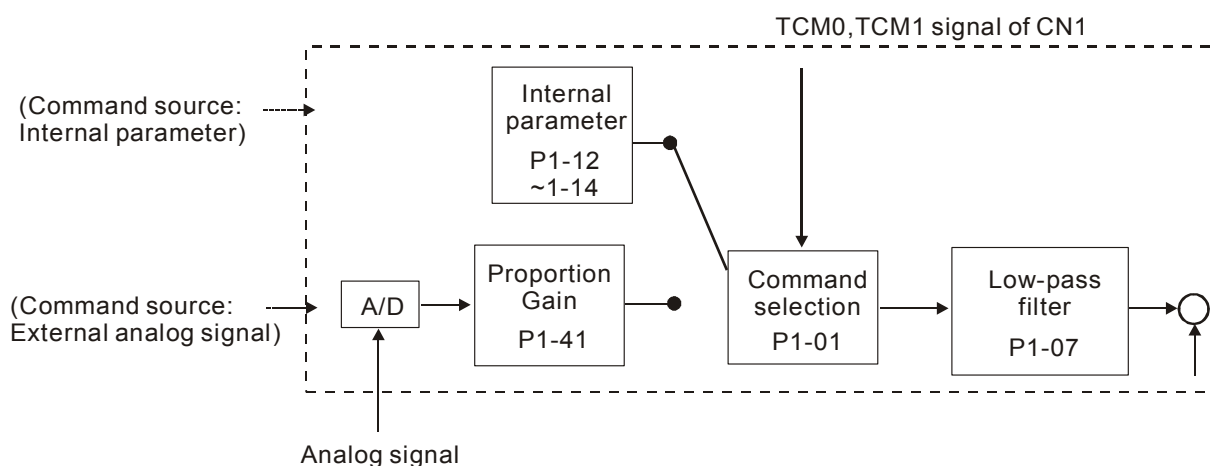 TCM0,TCM1 signal of CN1
(Command source:
Internal parameter)
Internal
parameter
P1-12
~1-14
(Command source:
External analog signal)
A/D
Proportion
Gain
P1-41
Command
selection
P1-01
Low-pass
filter
P1-07
Analog signal